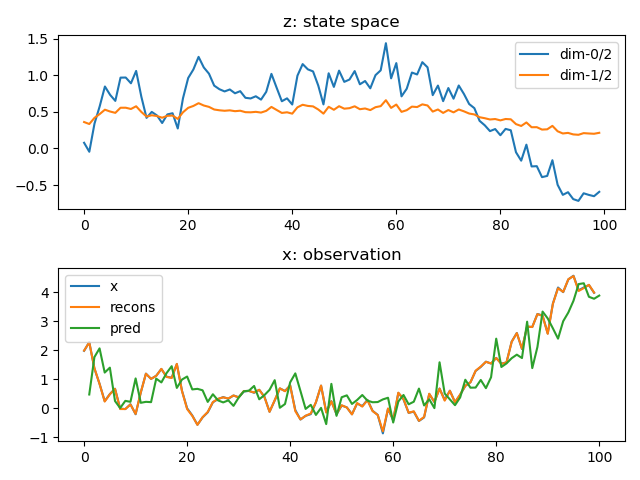 z: state space
1.5
1.0
0.5
0.0
−0.5
dim-0/2
dim-1/2
0 20 40 60 80 100
x: observation
4
3
2
1
0
−1
x
recons
pred
0 20 40 60 80 100